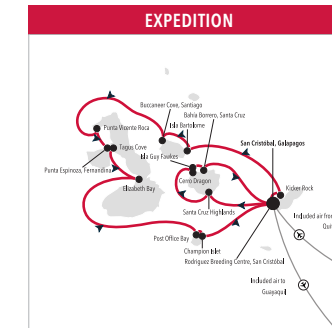 EXPEDITION
Buccaneer Cove, Santiago
Bahia Borrero, Santa Cruz
Isla Bartolome
Punta Vicente Roca
San Cristóbal, Galapagos
Tagus Cove
Isla Guy Fawkes
Punta Espinoza, Fernandina
Cerro Dragon
Elizabeth Bay
Kicker Rock
Santa Cruz Highlands
Included air from
Post Office Bay
Champion Islet
Rodriguez Breeding Centre, San Cristóbal
Included air to
Guayaquil